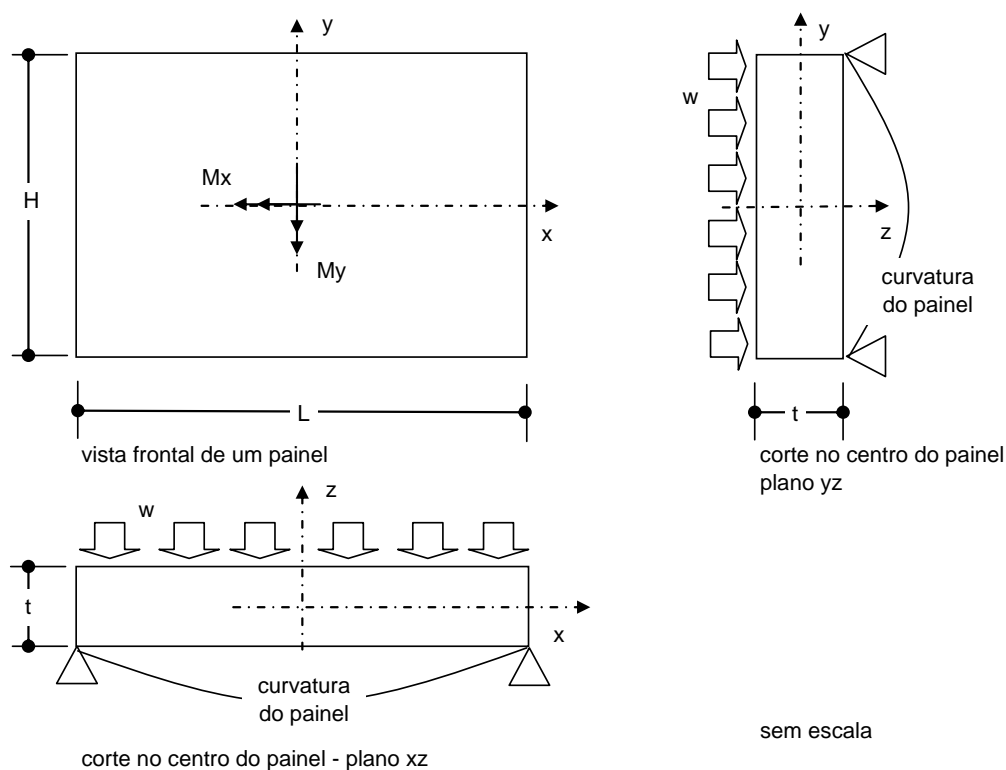 y
H
Mx
x
My
L
vista frontal de um painel
y
w
z
curvatura
do painel
t
corte no centro do painel
plano yz
z
w
t
x
curvatura
do painel
corte no centro do painel - plano xz
sem escala